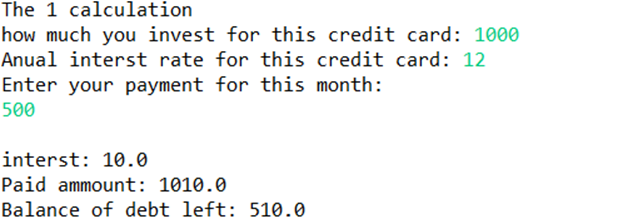 The 1 calculation
how much you invest for this credit card: 1000
Anual interst rate for this credit card: 12
Enter your payment for this month:
500
interst: 10.0
Paid ammount: 1010.0
Balance of debt left: 510.0